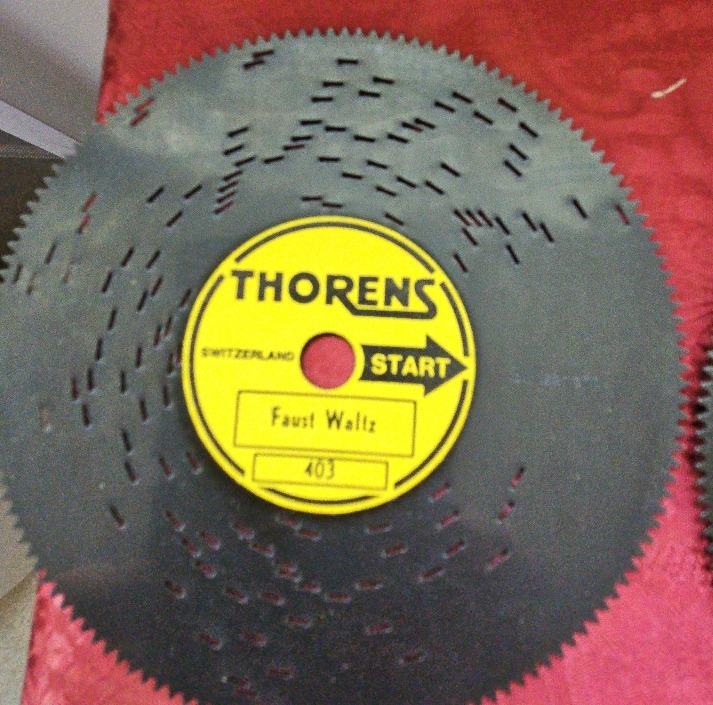 THORENS
SWITZERLAND
START
Faust Waltz
403